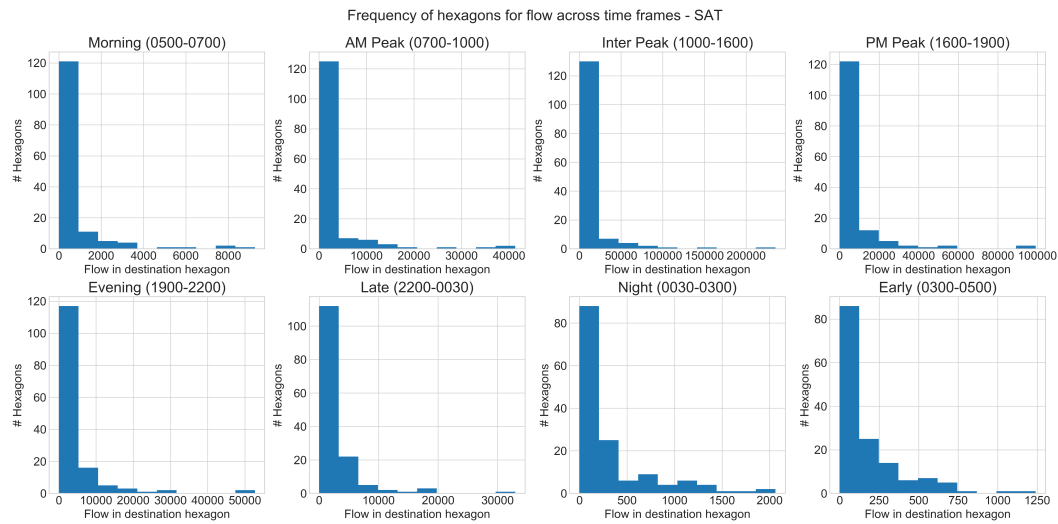 Frequency of hexagons for flow across time frames - SAT
Morning (0500-0700)
# Hexagons
120
100
80
60
40
20
0
0 2000 4000 6000 8000
Flow in destination hexagon
AM Peak (0700-1000)
# Hexagons
120
100
80
60
40
20
0
0 10000 20000 30000 40000
Flow in destination hexagon
Inter Peak (1000-1600)
# Hexagons
120
100
80
60
40
20
0
0 50000 100000 150000 200000
Flow in destination hexagon
PM Peak (1600-1900)
# Hexagons
120
100
80
60
40
20
0
0 20000 40000 60000 80000 100000
Flow in destination hexagon
Evening (1900-2200)
# Hexagons
120
100
80
60
40
20
0
0 10000 20000 30000 40000 50000
Flow in destination hexagon
Late (2200-0030)
# Hexagons
100
80
60
40
20
0
0 10000 20000 30000
Flow in destination hexagon
Night (0030-0300)
# Hexagons
80
60
40
20
0
0 500 1000 1500 2000
Flow in destination hexagon
Early (0300-0500)
# Hexagons
80
60
40
20
0
0 250 500 750 1000 1250
Flow in destination hexagon